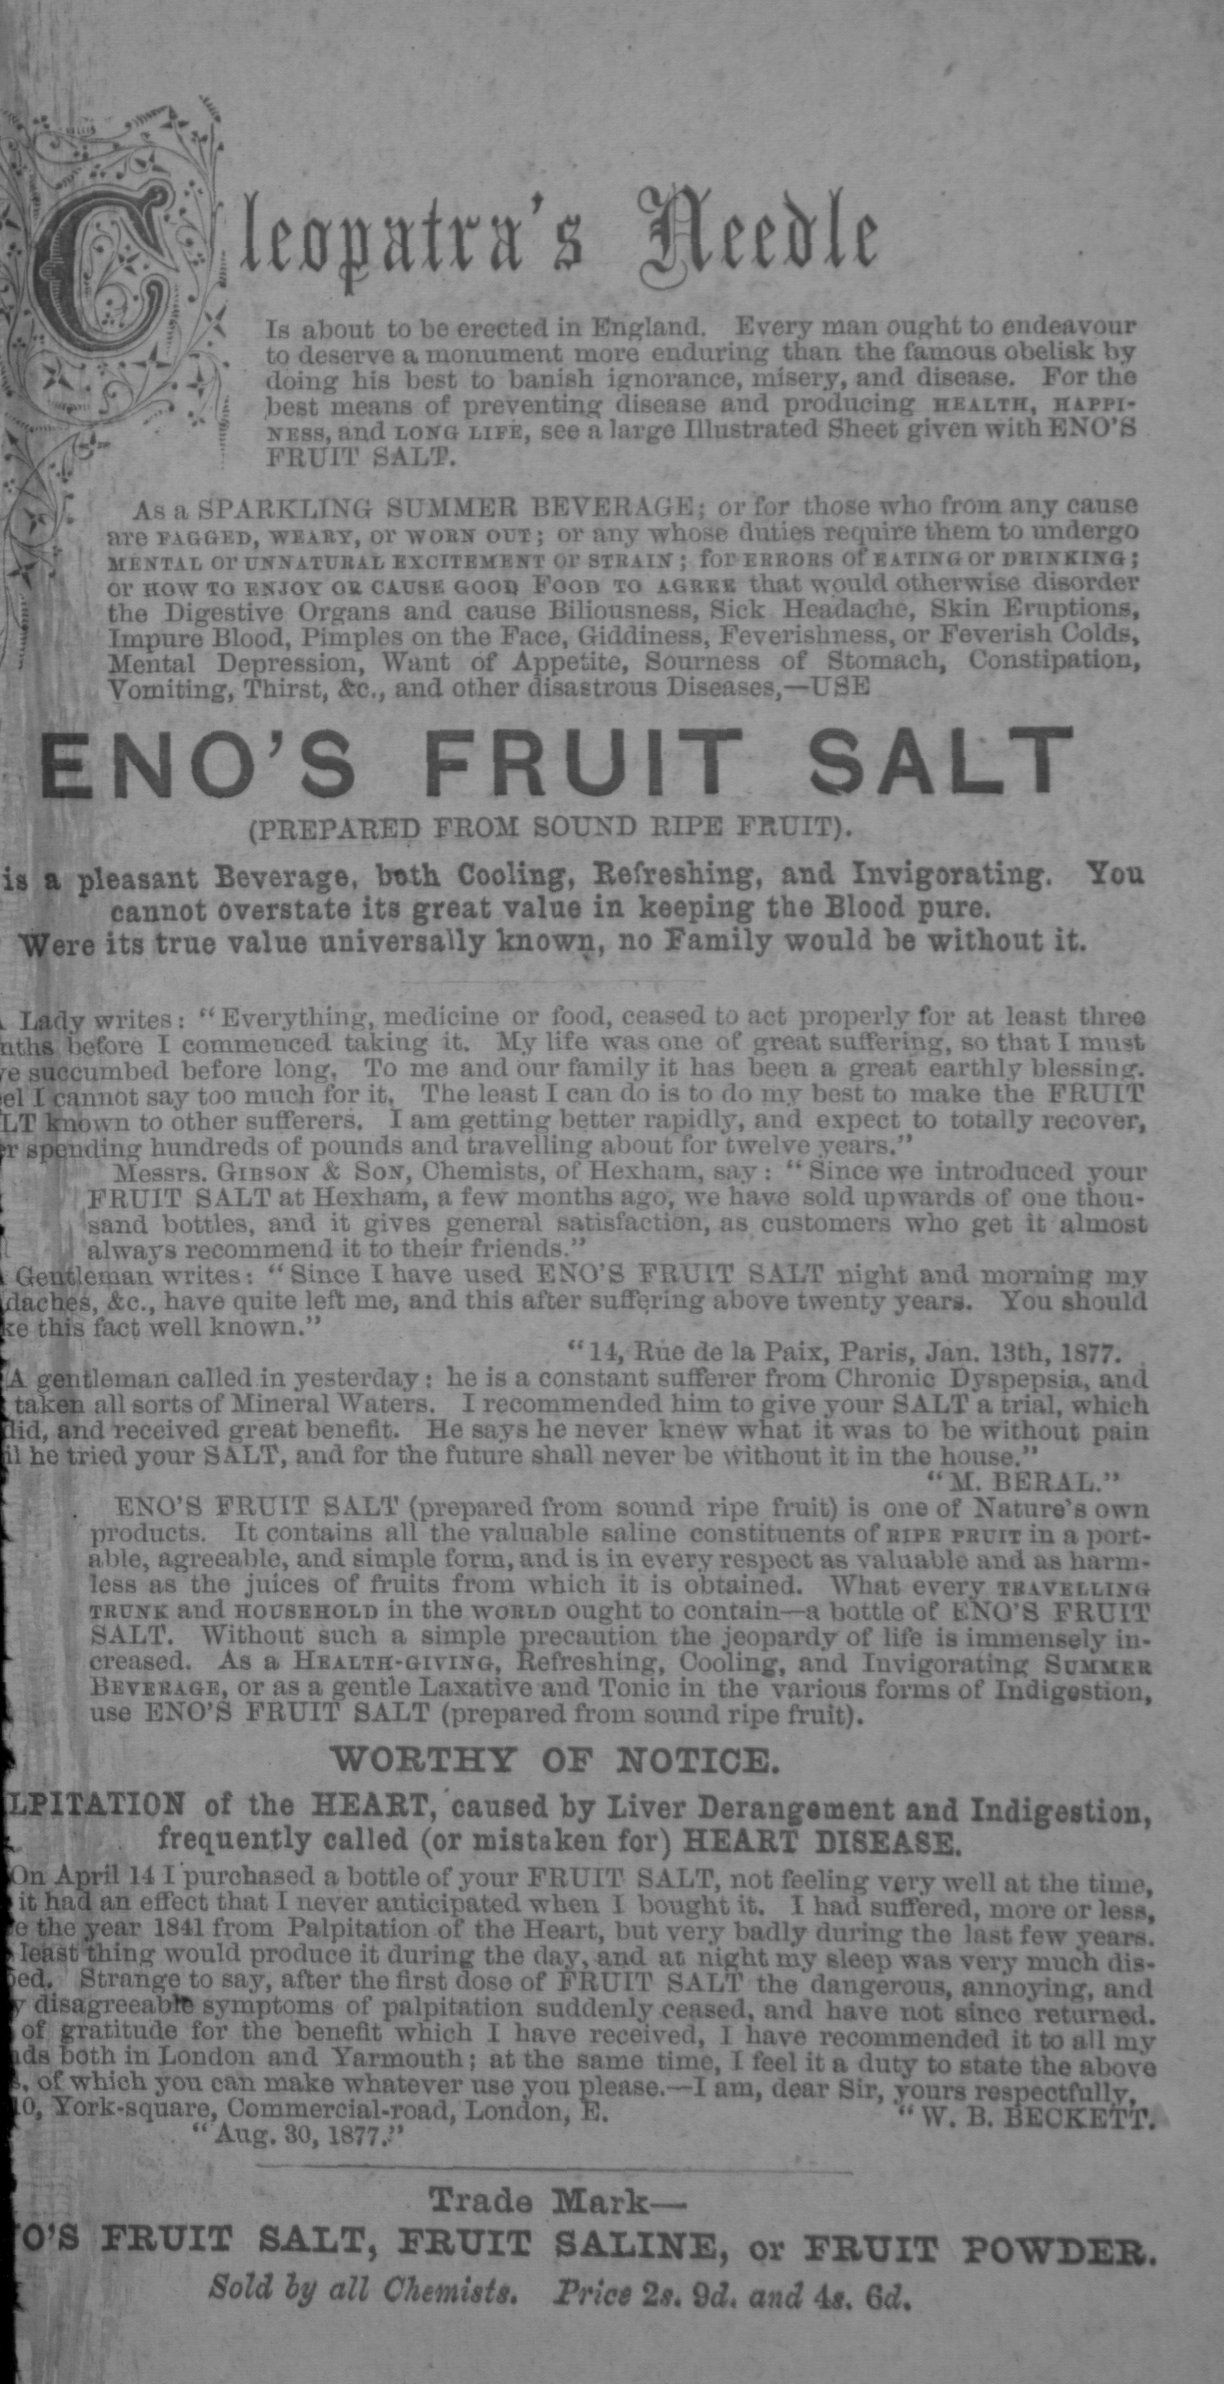 Cleopatra's Needle
Is about to be erected in England. Every man ought to endeavour
to deserve a monument more enduring than the famous obelisk by
doing his best to banish ignorance, misery, and disease. For the
best means of preventing disease and producing HEALTH, HAPPI-
NESS, and LONG LIFE, see a large Illustrated Sheet given with ENO'S
FRUIT SALT.
As a SPARKLING SUMMER BEVERAGE; or for those who from any cause
are FAGGED, WEARY, or WORN OUT; or any whose duties require them to undergo
MENTAL or UNNATURAL EXCITEMENT or STRAIN; for ERRORS of EATING or DRINKING;
or HOW TO ENJOY OR CAUSE GOOD FOOD TO AGREE that would otherwise disorder
the Digestive Organs and cause Biliousness, Sick Headache, Skin Eruptions,
Impure Blood, Pimples on the Face, Giddiness, Feverishness, or Feverish Colds,
Mental Depression, Want of Appetite, Sourness of Stomach, Constipation,
Vomiting, Thirst, &c., and other disastrous Diseases,—USE
ENO'S FRUIT SALT
(PREPARED FROM SOUND RIPE FRUIT).
is a pleasant Beverage, both Cooling, Refreshing, and Invigorating. You
cannot overstate its great value in keeping the Blood pure.
Were its true value universally known, no Family would be without it.
Lady writes: "Everything, medicine or food, ceased to act properly for at least three
nths before I commenced taking it. My life was one of great suffering, so that I must
e succumbed before long. To me and our family it has been a great earthly blessing.
el I cannot say too much for it. The least I can do is to do my best to make the FRUIT
LT known to other sufferers. I am getting better rapidly, and expect to totally recover,
r spending hundreds of pounds and travelling about for twelve years."
Messrs. GIBSON & SON, Chemists, of Hexham, say: "Since we introduced your
FRUIT SALT at Hexham, a few months ago, we have sold upwards of one thou-
sand bottles, and it gives general satisfaction, as customers who get it almost
always recommend it to their friends."
Gentleman writes: "Since I have used ENO'S FRUIT SALT night and morning my
daches, &c., have quite left me, and this after suffering above twenty years. You should
ke this fact well known."
"14, Rue de la Paix, Paris, Jan. 13th, 1877.
A gentleman called in yesterday: he is a constant sufferer from Chronic Dyspepsia, and
taken all sorts of Mineral Waters. I recommended him to give your SALT a trial, which
did, and received great benefit. He says he never knew what it was to be without pain
il he tried your SALT, and for the future shall never be without it in the house."
"M. BERAL."
ENO'S FRUIT SALT (prepared from sound ripe fruit) is one of Nature's own
products. It contains all the valuable saline constituents of RIPE FRUIT in a port-
able, agreeable, and simple form, and is in every respect as valuable and as harm-
less as the juices of fruits from which it is obtained. What every TRAVELLING
TRUNK and HOUSEHOLD in the WORLD ought to contain—a bottle of ENO'S FRUIT
SALT. Without such a simple precaution the jeopardy of life is immensely in-
creased. As a HEALTH-GIVING, Refreshing, Cooling, and Invigorating SUMMER
BEVERAGE, or as a gentle Laxative and Tonic in the various forms of Indigestion,
use ENO'S FRUIT SALT (prepared from sound ripe fruit).
WORTHY OF NOTICE.
LPITATION of the HEART, caused by Liver Derangement and Indigestion,
frequently called (or mistaken for) HEART DISEASE.
On April 14 I purchased a bottle of your FRUIT SALT, not feeling very well at the time,
it had an effect that I never anticipated when I bought it. I had suffered, more or less,
e the year 1841 from Palpitation of the Heart, but very badly during the last few years.
least thing would produce it during the day, and at night my sleep was very much dis-
bed. Strange to say, after the first dose of FRUIT SALT the dangerous, annoying, and
y disagreeable symptoms of palpitation suddenly ceased, and have not since returned.
of gratitude for the benefit which I have received, I have recommended it to all my
ds both in London and Yarmouth; at the same time, I feel it a duty to state the above
s, of which you can make whatever use you please.—I am, dear Sir, yours respectfully,
10, York-square, Commercial-road, London, E. "W. B. BECKETT.
"Aug. 30, 1877."
Trade Mark—
O'S FRUIT SALT, FRUIT SALINE, or FRUIT POWDER.
Sold by all Chemists. Price 2s. 9d. and 4s. 6d.